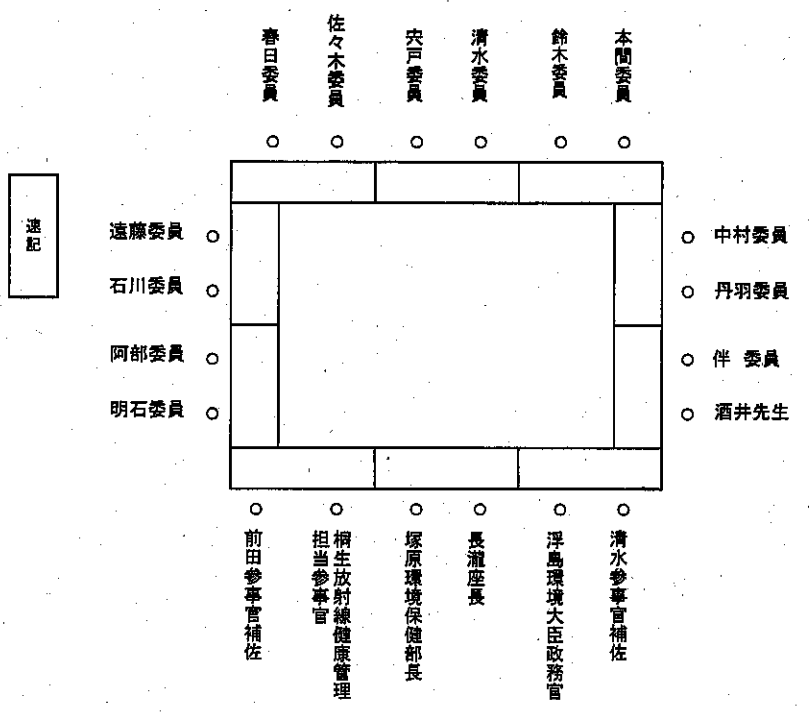 春日委員
佐々木委員
宍戸委員
清水委員
鈴木委員
本間委員
速記
遠藤委員
石川委員
阿部委員
明石委員
中村委員
丹羽委員
伴 委員
酒井先生
前田参事官補佐
桐生放射線健康管理
担当参事官
塚原環境保健部長
長瀧座長
浮島環境大臣政務官
清水参事官補佐